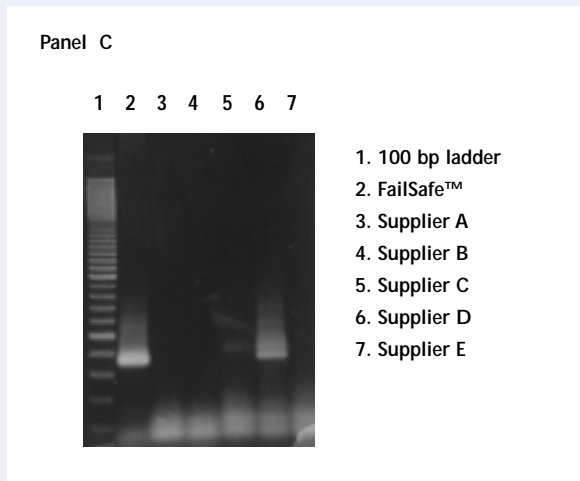 Panel C
1 2 3 4 5 6 7
1. 100 bp ladder
2. FailSafe™
3. Supplier A
4. Supplier B
5. Supplier C
6. Supplier D
7. Supplier E